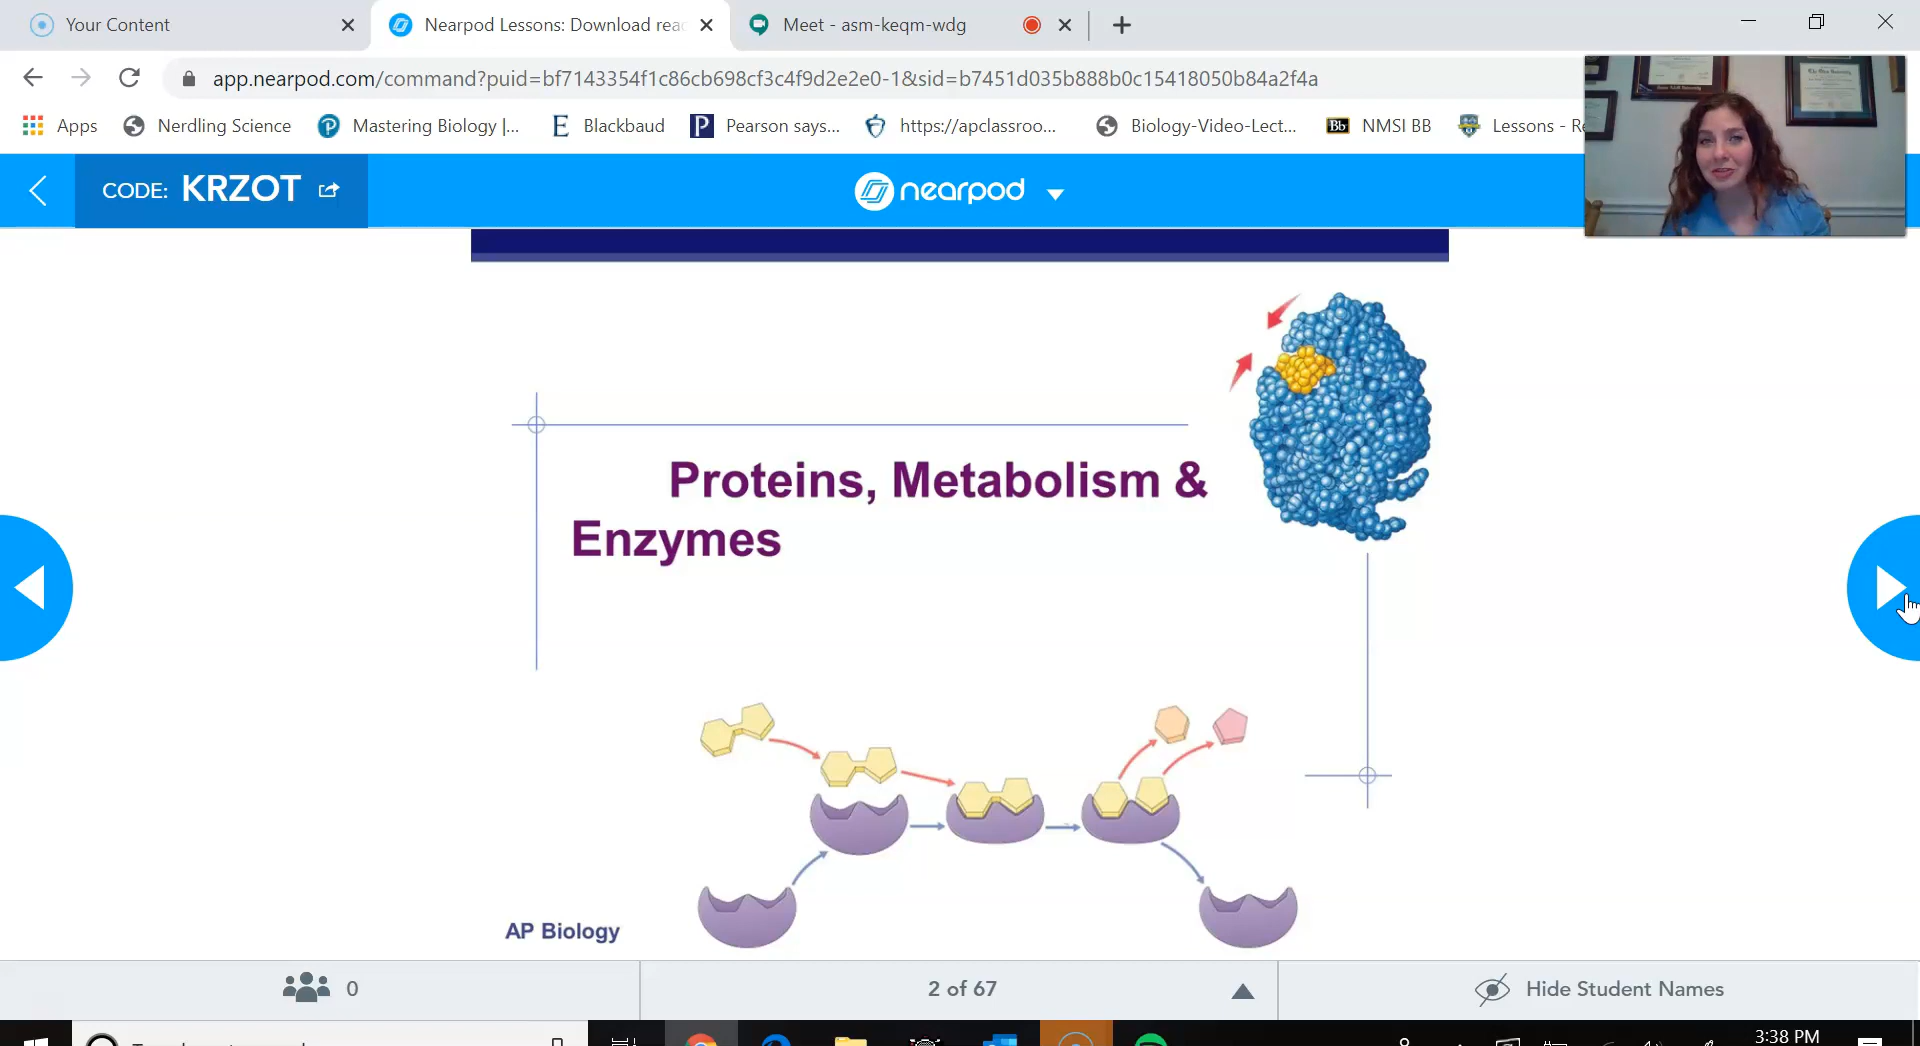 Your Content
Nearpod Lessons: Download rea
Meet - asm-keqm-wdg
app.nearpod.com/command?puid=bf7143354f1c86cb698cf3c4f9d2e2e0-1&sid=b7451d035b888b0c15418050b84a2f4a
Apps Nerdling Science Mastering Biology |... Blackbaud Pearson says... https://apclassroo... Biology-Video-Lect... NMSI BB Lessons - Re
CODE: KRZOT
nearpod
Proteins, Metabolism &
Enzymes
AP Biology
0
2 of 67
Hide Student Names
3:38 PM